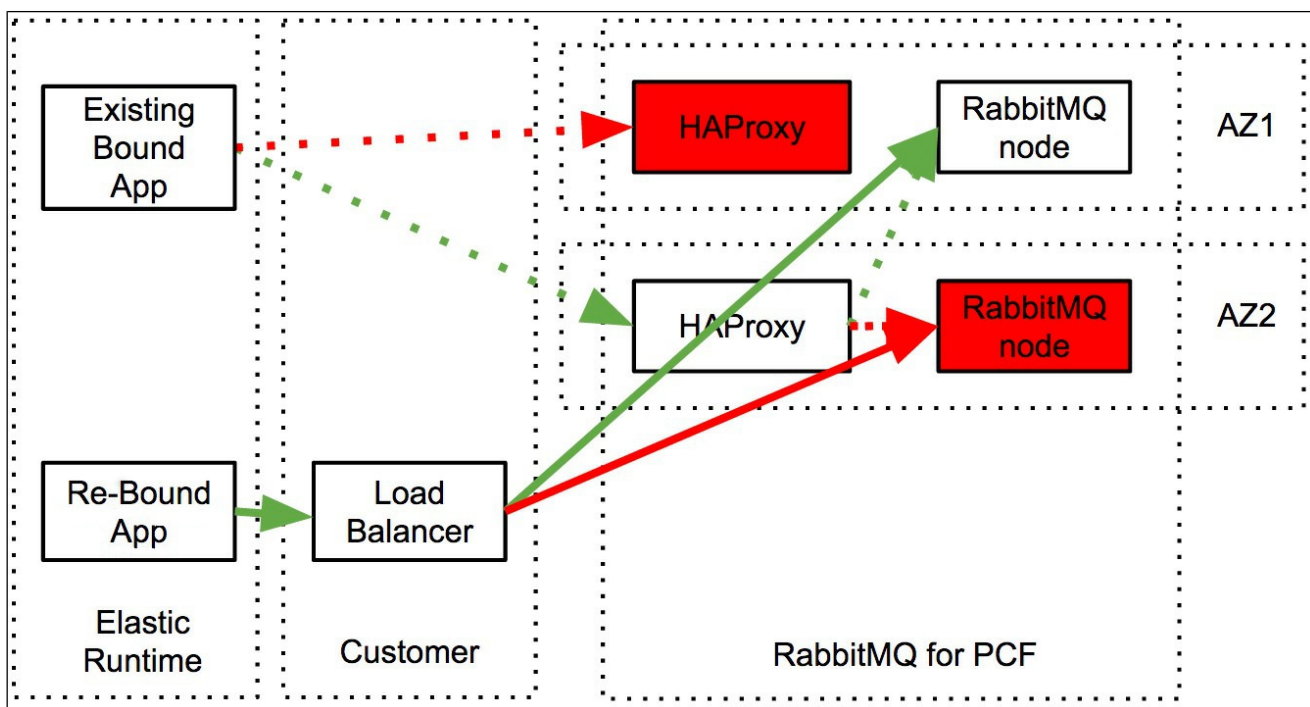 Existing
Bound
App
HAProxy
RabbitMQ
node
AZ1
HAProxy
RabbitMQ
node
AZ2
Re-Bound
App
Load
Balancer
Elastic
Runtime
Customer
RabbitMQ for PCF